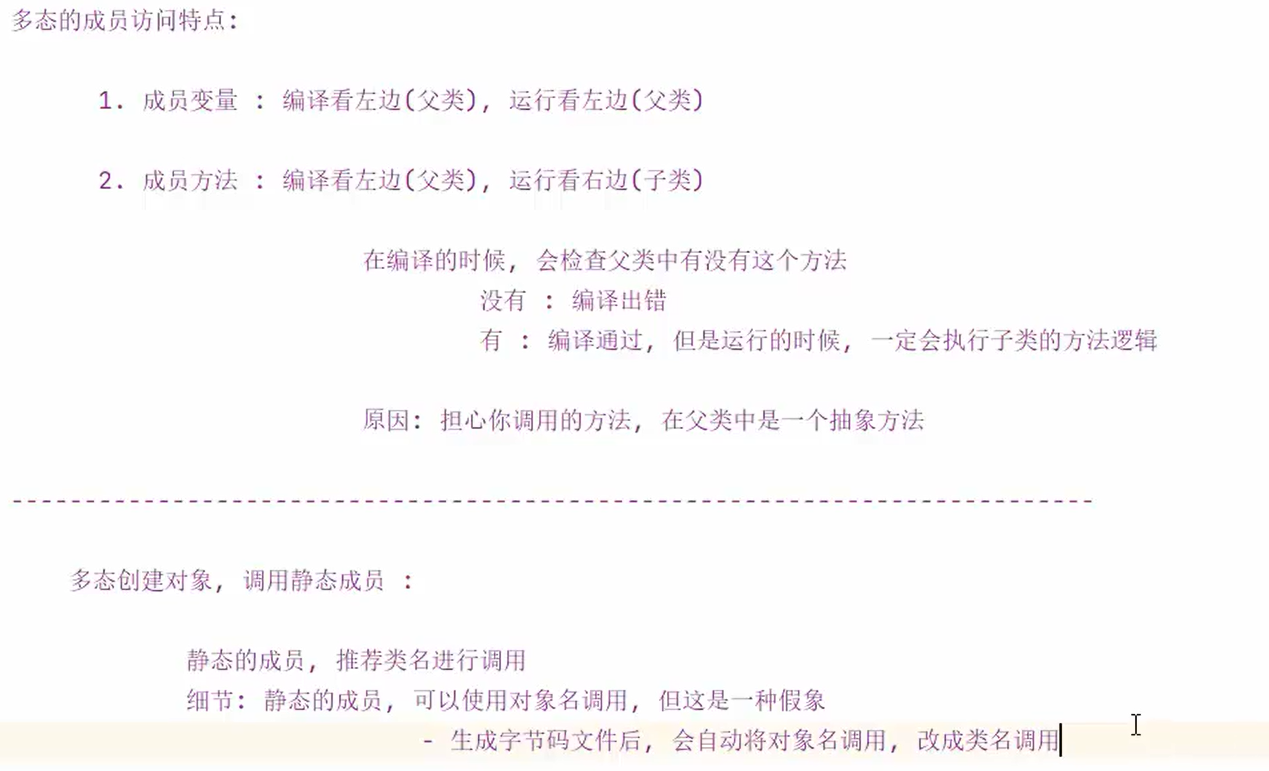 多态的成员访问特点:
1. 成员变量 : 编译看左边(父类), 运行看左边(父类)
2. 成员方法 : 编译看左边(父类), 运行看右边(子类)
在编译的时候, 会检查父类中有没有这个方法
没有 : 编译出错
有 : 编译通过, 但是运行的时候, 一定会执行子类的方法逻辑
原因: 担心你调用的方法, 在父类中是一个抽象方法
--------------------------------------------------------------------------
多态创建对象, 调用静态成员 :
静态的成员, 推荐类名进行调用
细节: 静态的成员, 可以使用对象名调用, 但这是一种假象
- 生成字节码文件后, 会自动将对象名调用, 改成类名调用